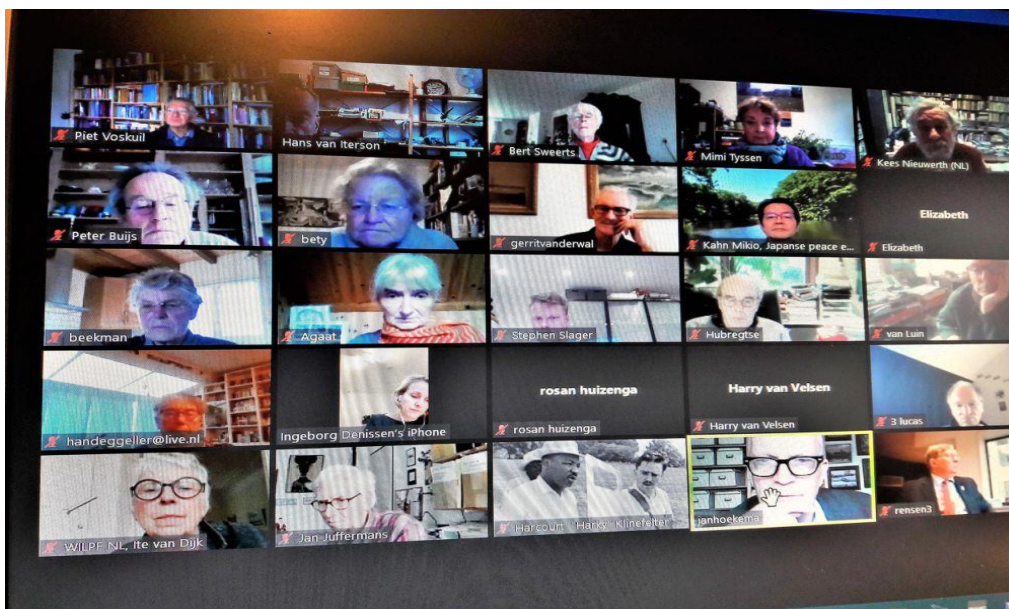 Piet Voskuil
Hans van Iterson
Bert Sweerts
Mimi Tyssen
Kees Nieuwerth (NL)
Peter Buijs
bety
gerritvanderwal
Kahn Mikio, Japanse peace e...
Elizabeth
Elizabeth
beekman
Agaat
Stephen Slager
Hubregtse
van Luin
handeggeller@live.nl
Ingeborg Denissen's iPhone
rosan huizenga
rosan huizenga
Harry van Velsen
Harry van Velsen
3 lucas
WILPF NL, Ite van Dijk
Jan Juffermans
Harcourt "Harky" Klinefelter
janhoekema
rensen3